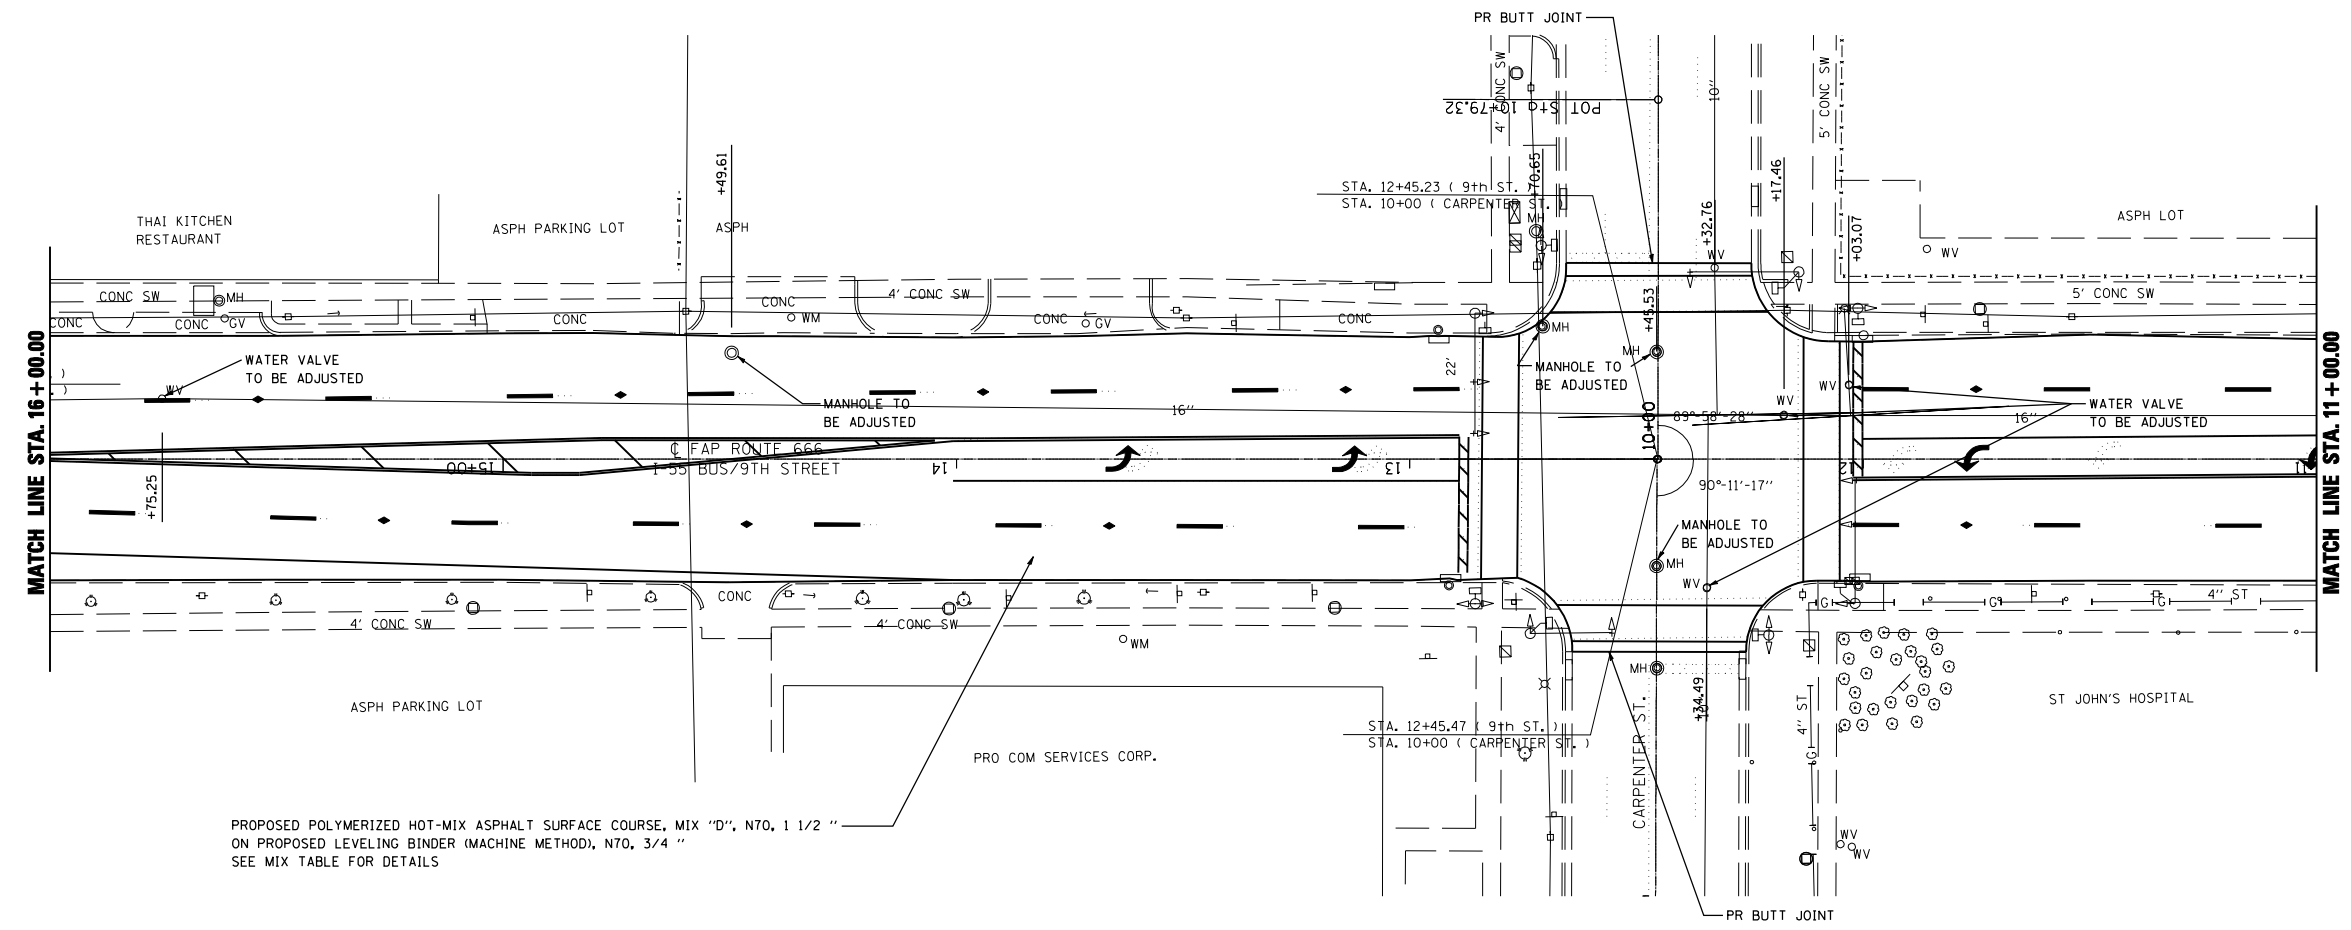 PR BUTT JOINT
4' CONC SW
10"
5' CONC SW
POT Sta 10+79.32
+49.61
+70.65
+17.46
STA. 12+45.23 ( 9th ST. )
STA. 10+00 ( CARPENTER ST. )
+32.76
+03.07
THAI KITCHEN
RESTAURANT
ASPH PARKING LOT
ASPH
MH
ASPH LOT
WV
WV
CONC SW
MH
CONC
4' CONC SW
5' CONC SW
CONC
CONC
GV
CONC
WM
CONC
GV
CONC
MH
+45.53
MH
MATCH LINE STA. 16+00.00
WATER VALVE
TO BE ADJUSTED
WV
22'
MANHOLE TO
BE ADJUSTED
WV
WV
MATCH LINE STA. 11+00.00
MANHOLE TO
BE ADJUSTED
16"
10+00
89°-58'-28"
16"
WATER VALVE
TO BE ADJUSTED
℄ FAP ROUTE 666
I-55 BUS/9TH STREET
15+00
14
13
12
11
+75.25
90°-11'-17"
MANHOLE TO
BE ADJUSTED
MH
WV
CONC
4' CONC SW
4' CONC SW
WM
G
G
G
4" ST
MH
+34.49
10"
ASPH PARKING LOT
ST JOHN'S HOSPITAL
4" ST
G
STA. 12+45.47 ( 9th ST. )
STA. 10+00 ( CARPENTER ST. )
CARPENTER ST.
PRO COM SERVICES CORP.
PROPOSED POLYMERIZED HOT-MIX ASPHALT SURFACE COURSE, MIX "D", N70, 1 1/2 "
ON PROPOSED LEVELING BINDER (MACHINE METHOD), N70, 3/4 "
SEE MIX TABLE FOR DETAILS
WV
WV
PR BUTT JOINT